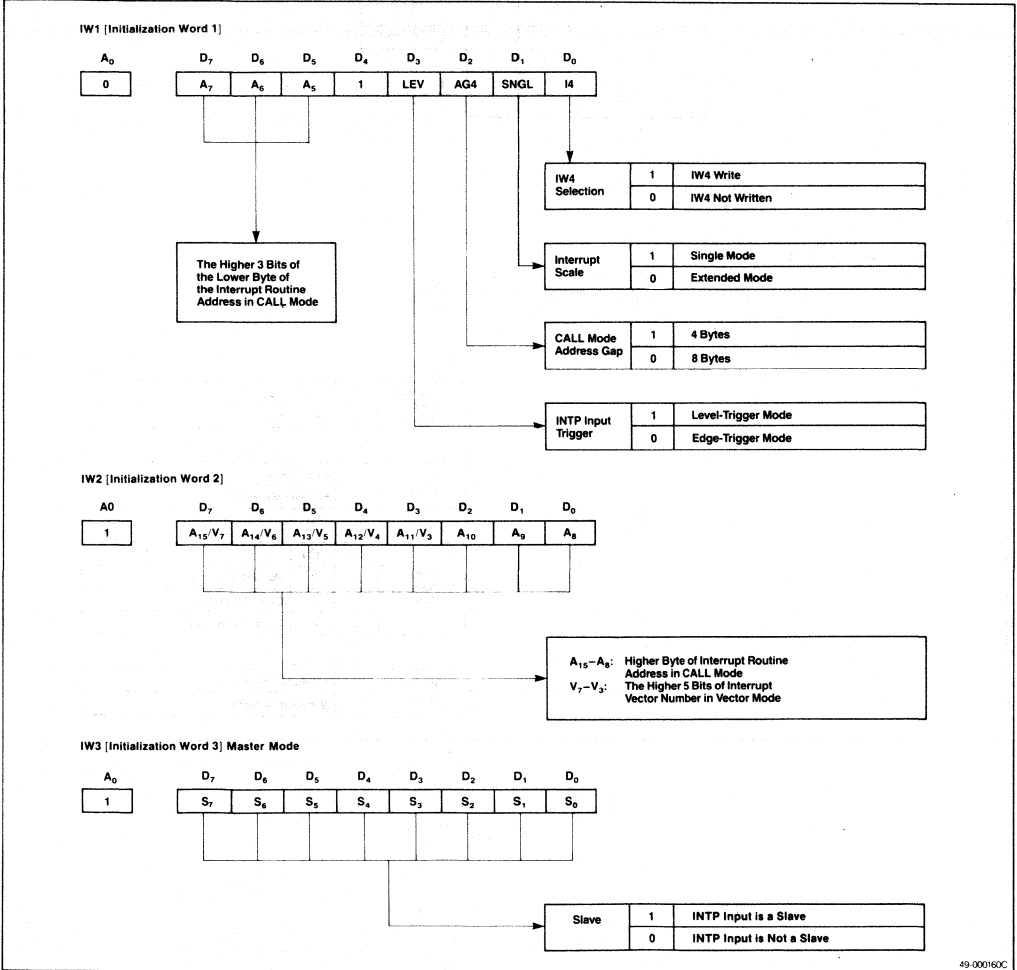 IW1 [Initialization Word 1]
A₀ D₇ D₆ D₅ D₄ D₃ D₂ D₁ D₀
0 A₇ A₆ A₅ 1 LEV AG4 SNGL I4
IW4 Selection
1 IW4 Write
0 IW4 Not Written
The Higher 3 Bits of
the Lower Byte of
the Interrupt Routine
Address in CALL Mode
Interrupt Scale
1 Single Mode
0 Extended Mode
CALL Mode Address Gap
1 4 Bytes
0 8 Bytes
INTP Input Trigger
1 Level-Trigger Mode
0 Edge-Trigger Mode
IW2 [Initialization Word 2]
A0 D₇ D₆ D₅ D₄ D₃ D₂ D₁ D₀
1 A₁₅/V₇ A₁₄/V₆ A₁₃/V₅ A₁₂/V₄ A₁₁/V₃ A₁₀ A₉ A₈
A₁₅–A₈: Higher Byte of Interrupt Routine
Address in CALL Mode
V₇–V₃: The Higher 5 Bits of Interrupt
Vector Number in Vector Mode
IW3 [Initialization Word 3] Master Mode
A₀ D₇ D₆ D₅ D₄ D₃ D₂ D₁ D₀
1 S₇ S₆ S₅ S₄ S₃ S₂ S₁ S₀
Slave
1 INTP Input is a Slave
0 INTP Input is Not a Slave
49-000160C